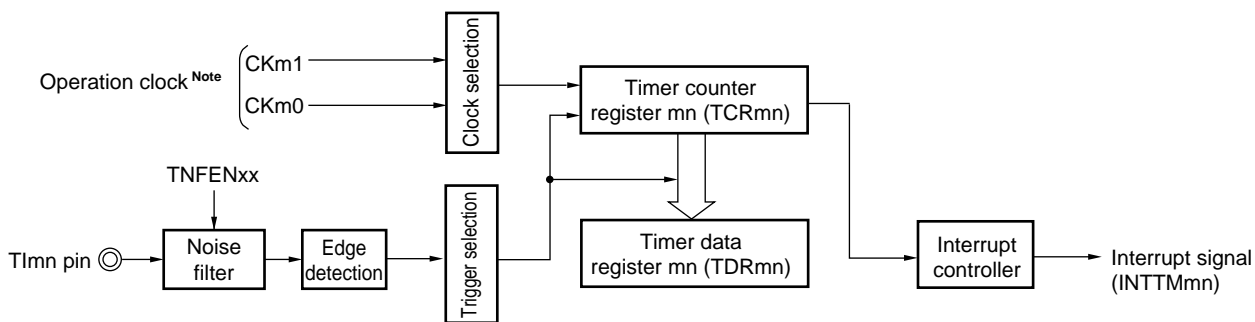 Operation clock Note
CKm1
CKm0
Clock selection
Timer counter
register mn (TCRmn)
TNFENxx
TImn pin
Noise
filter
Edge
detection
Trigger selection
Timer data
register mn (TDRmn)
Interrupt
controller
Interrupt signal
(INTTMmn)